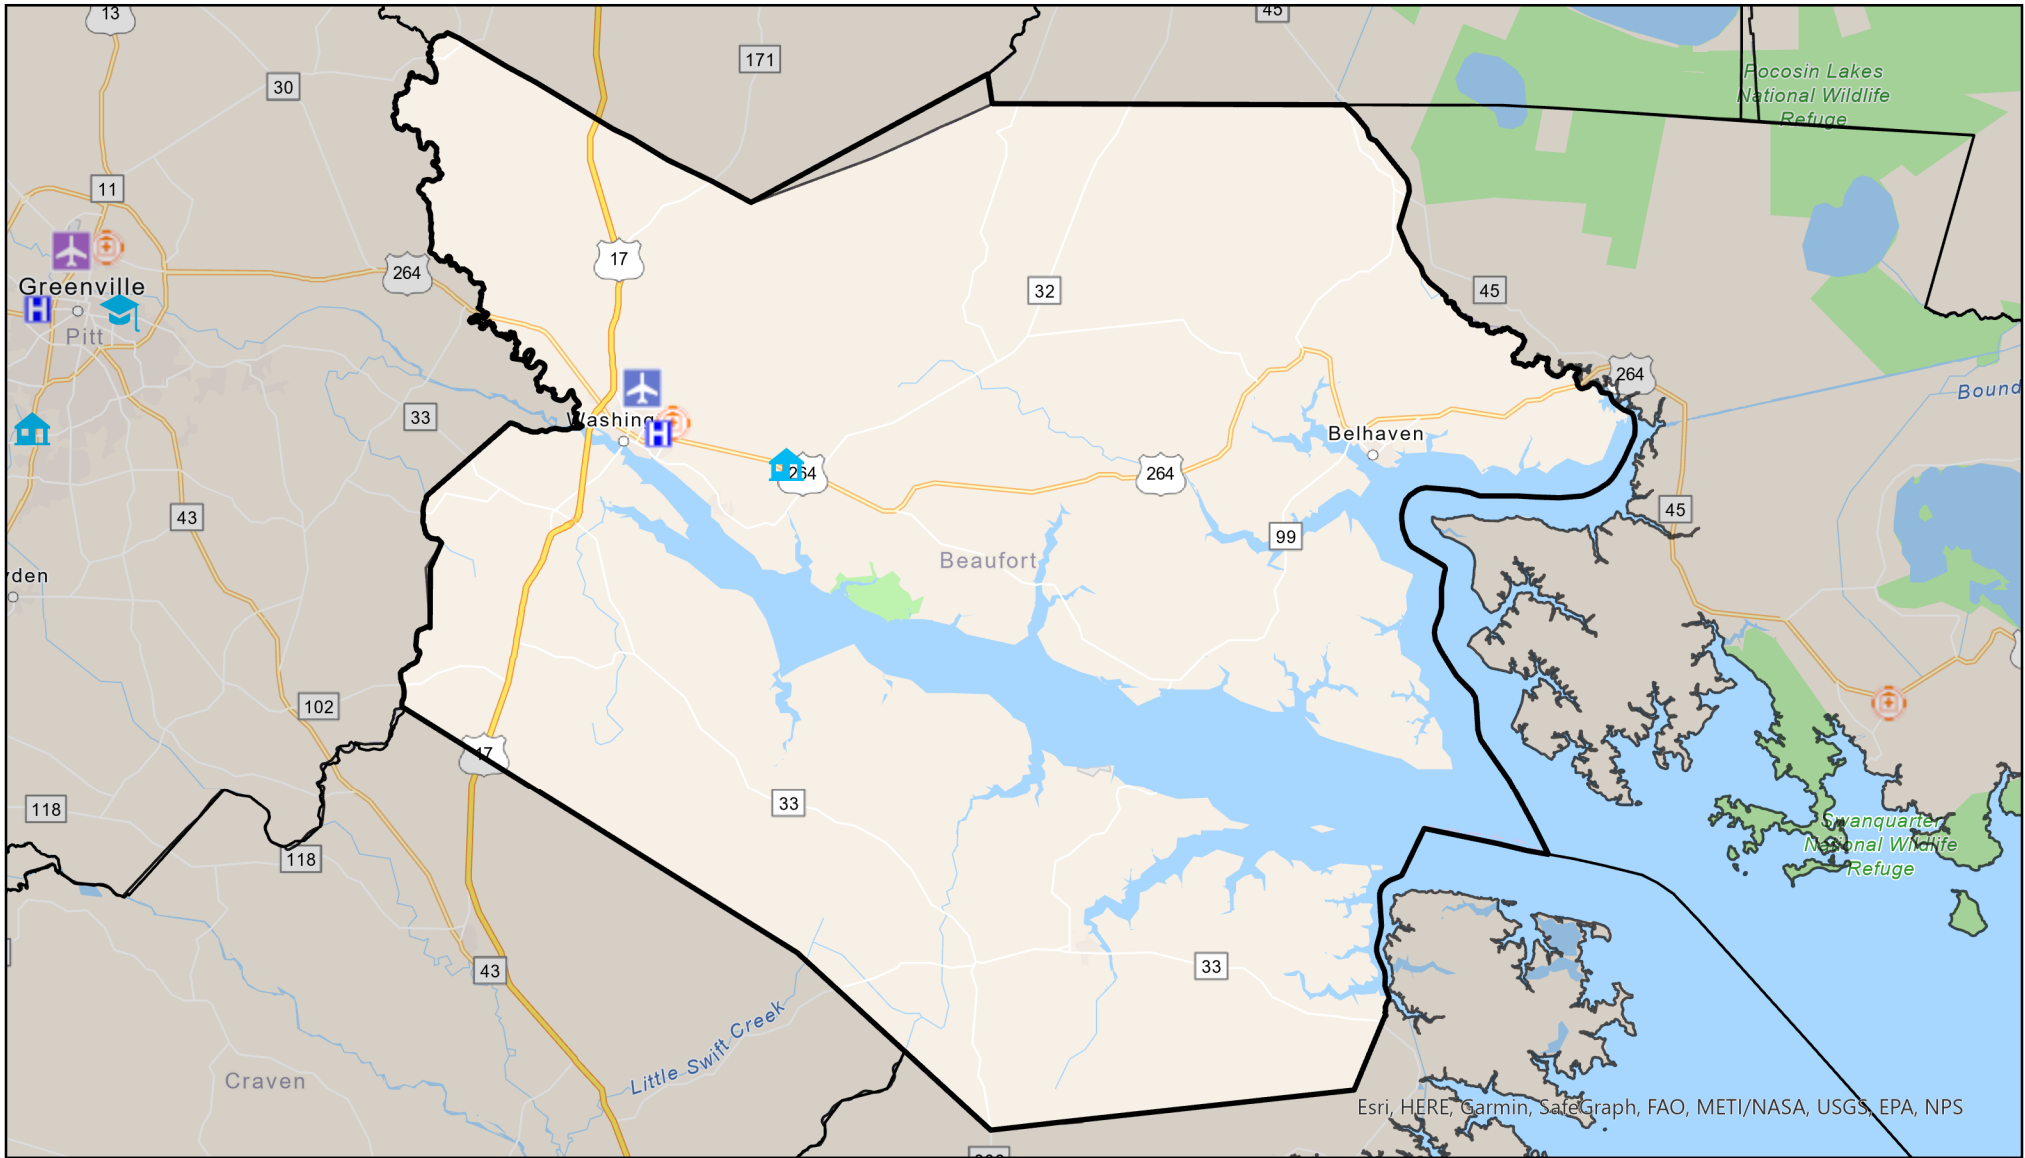 13
45
171
30
Pocosin Lakes
National Wildlife
Refuge
11
17
264
Greenville
32
45
Pitt
264
Bound
33
Washing
Belhaven
264
264
43
45
99
Beaufort
yden
102
17
33
118
Swanquarter
National Wildlife
Refuge
118
43
33
Little Swift Creek
Craven
Esri, HERE, Garmin, SafeGraph, FAO, METI/NASA, USGS, EPA, NPS
H
H